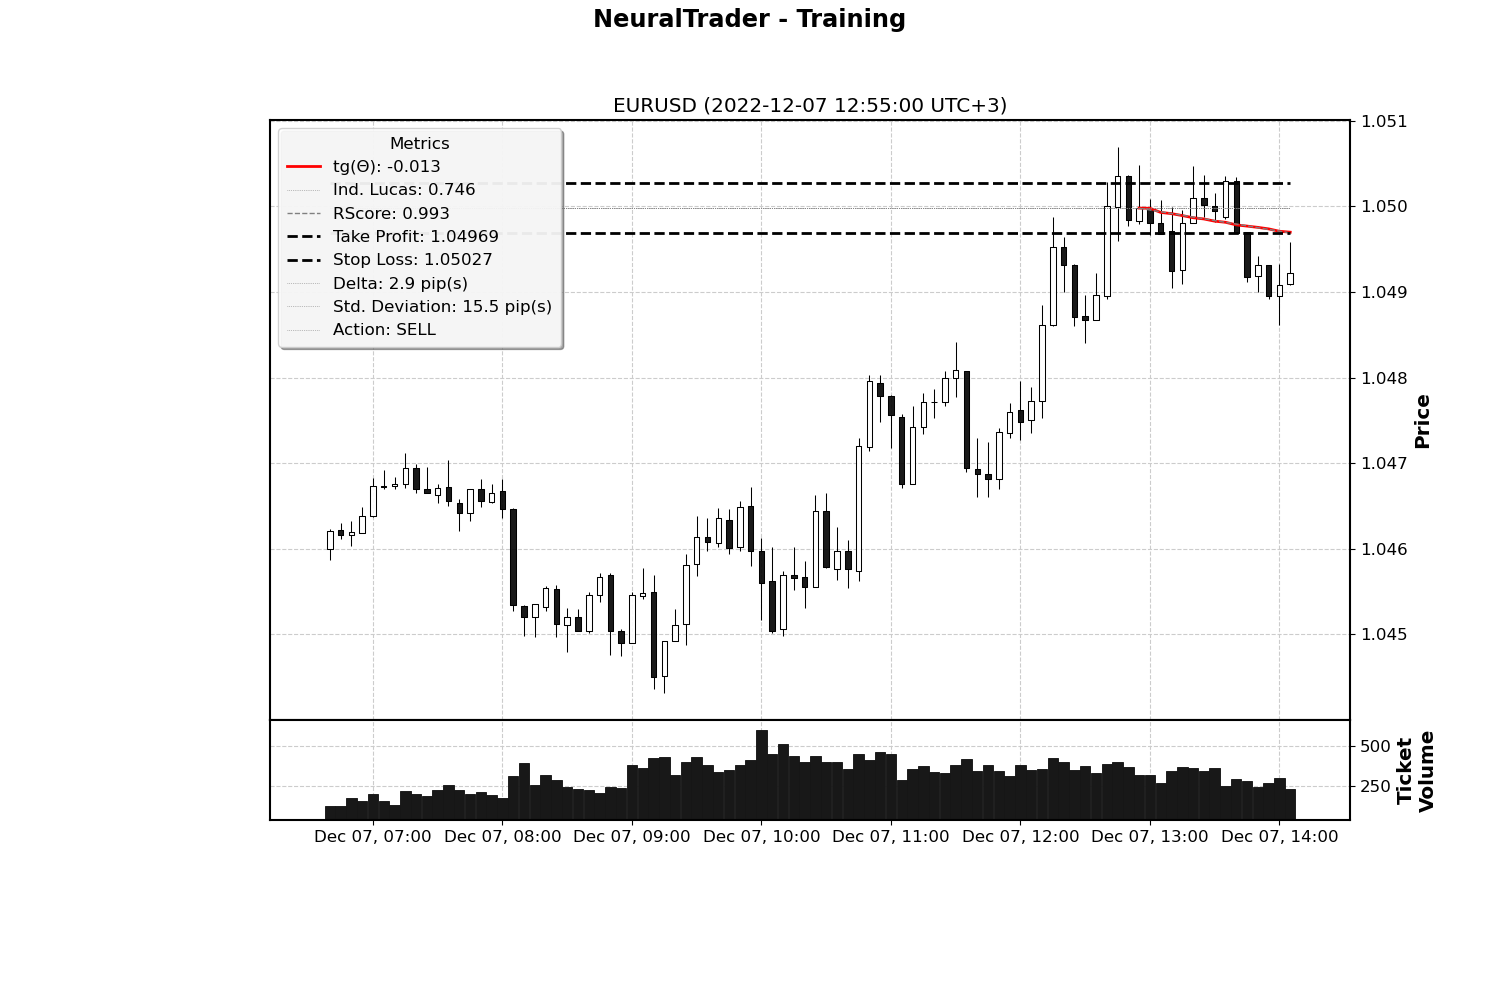 NeuralTrader - Training
EURUSD (2022-12-07 12:55:00 UTC+3)
Metrics
tg(Θ): -0.013
Ind. Lucas: 0.746
RScore: 0.993
Take Profit: 1.04969
Stop Loss: 1.05027
Delta: 2.9 pip(s)
Std. Deviation: 15.5 pip(s)
Action: SELL
1.051
1.050
1.049
1.048
1.047
1.046
1.045
Price
500
250
Ticket
Volume
Dec 07, 07:00
Dec 07, 08:00
Dec 07, 09:00
Dec 07, 10:00
Dec 07, 11:00
Dec 07, 12:00
Dec 07, 13:00
Dec 07, 14:00